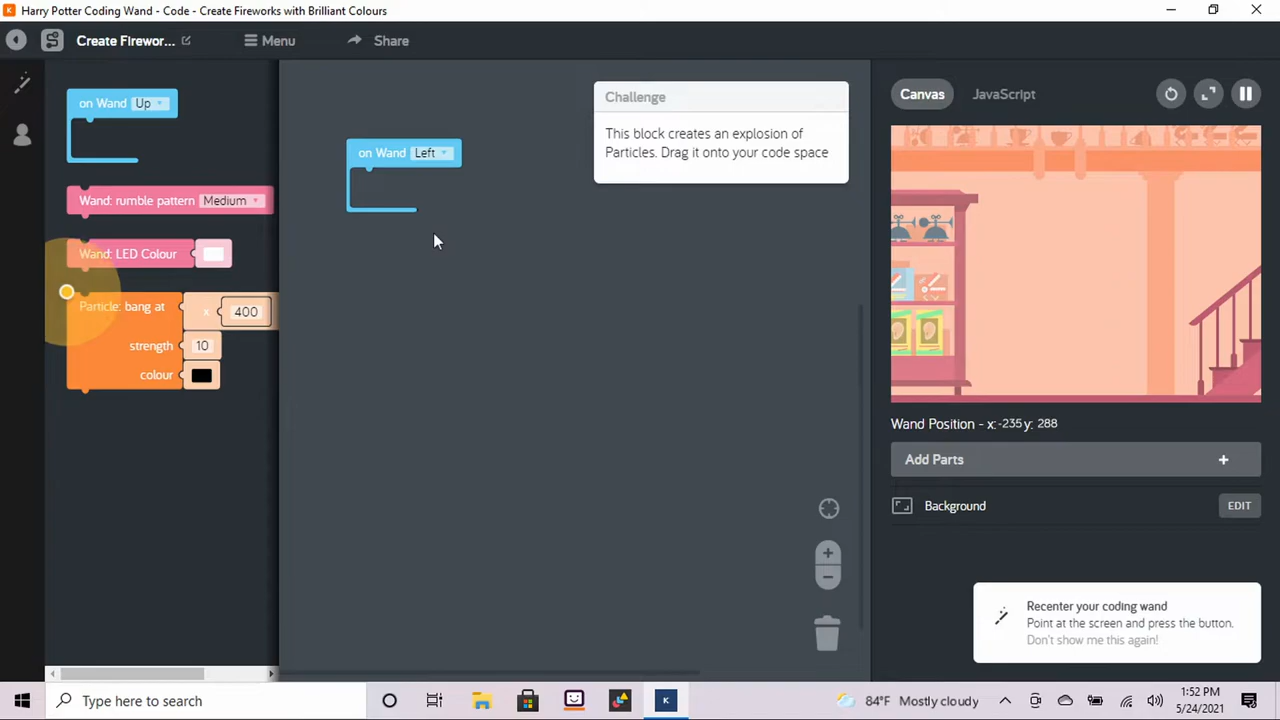 Harry Potter Coding Wand - Code - Create Fireworks with Brilliant Colours
Create FIrewor...
Menu
Share
on Wand Up
Wand: rumble pattern Medium
Wand: LED Colour
Particle: bang at x 400
strength 10
colour
on Wand Left
Challenge
This block creates an explosion of
Particles. Drag it onto your code space
Canvas
JavaScript
Wand Position - x:-235y: 288
Add Parts +
Background EDIT
Recenter your coding wand
Point at the screen and press the button.
Don't show me this again!
Type here to search
K
84°F Mostly cloudy
1:52 PM
5/24/2021